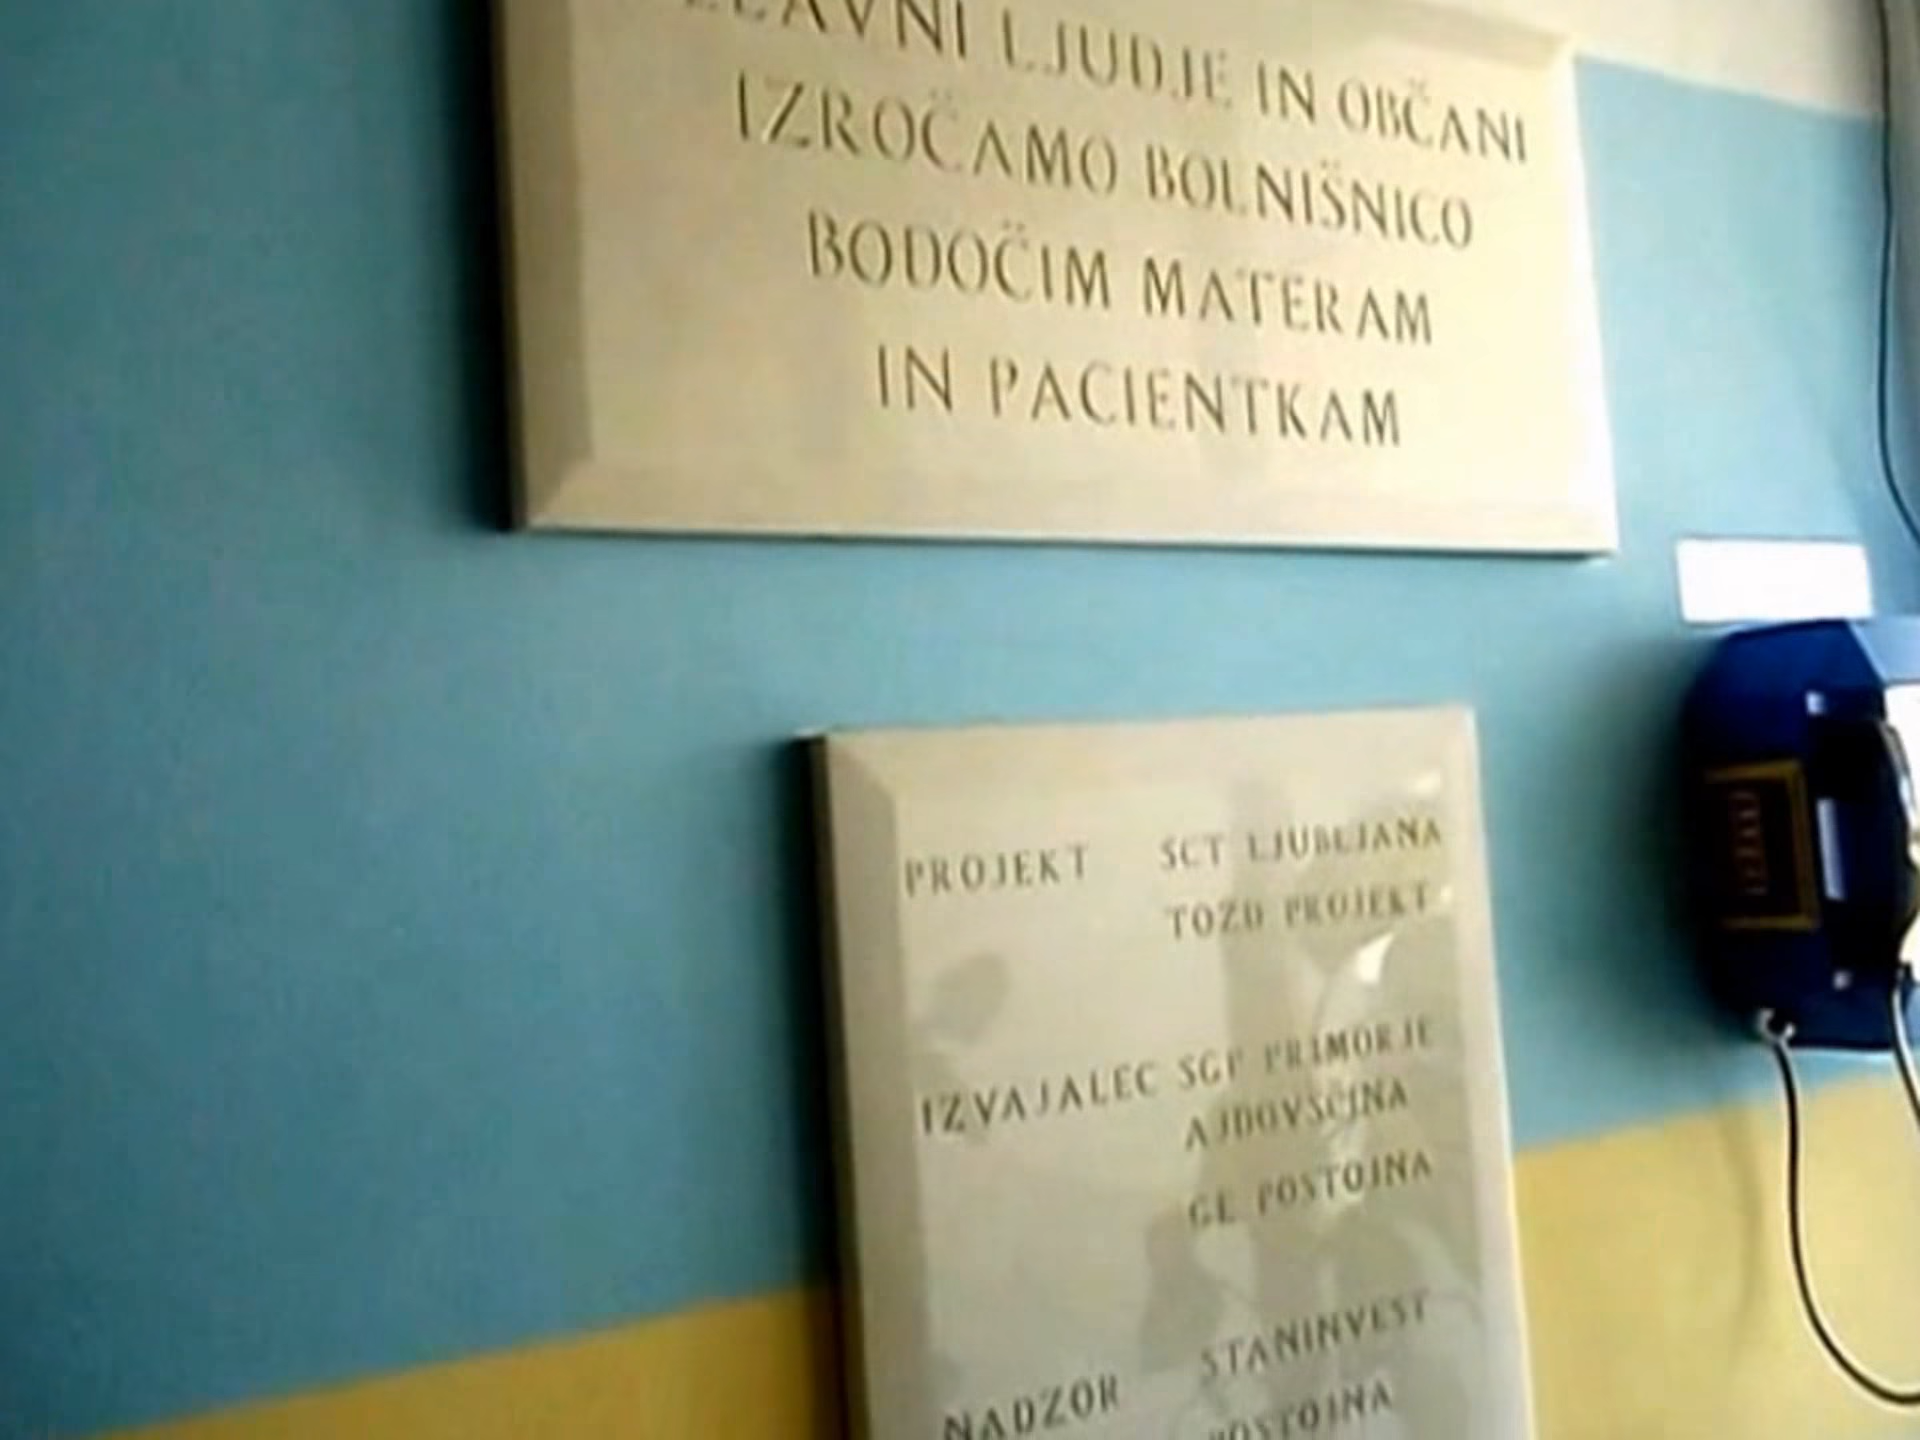 LJUDJE IN OBČANI
IZROČAMO BOLNIŠNICO
BODOČIM MATERAM
IN PACIENTKAM
PROJEKT SCT LJUBLJANA
TOZD PROJEKT
IZVAJALEC SGP PRIMORJE
AJDOVŠČINA
GE POSTOJNA
STANINVEST
NADZOR
POSTOJNA